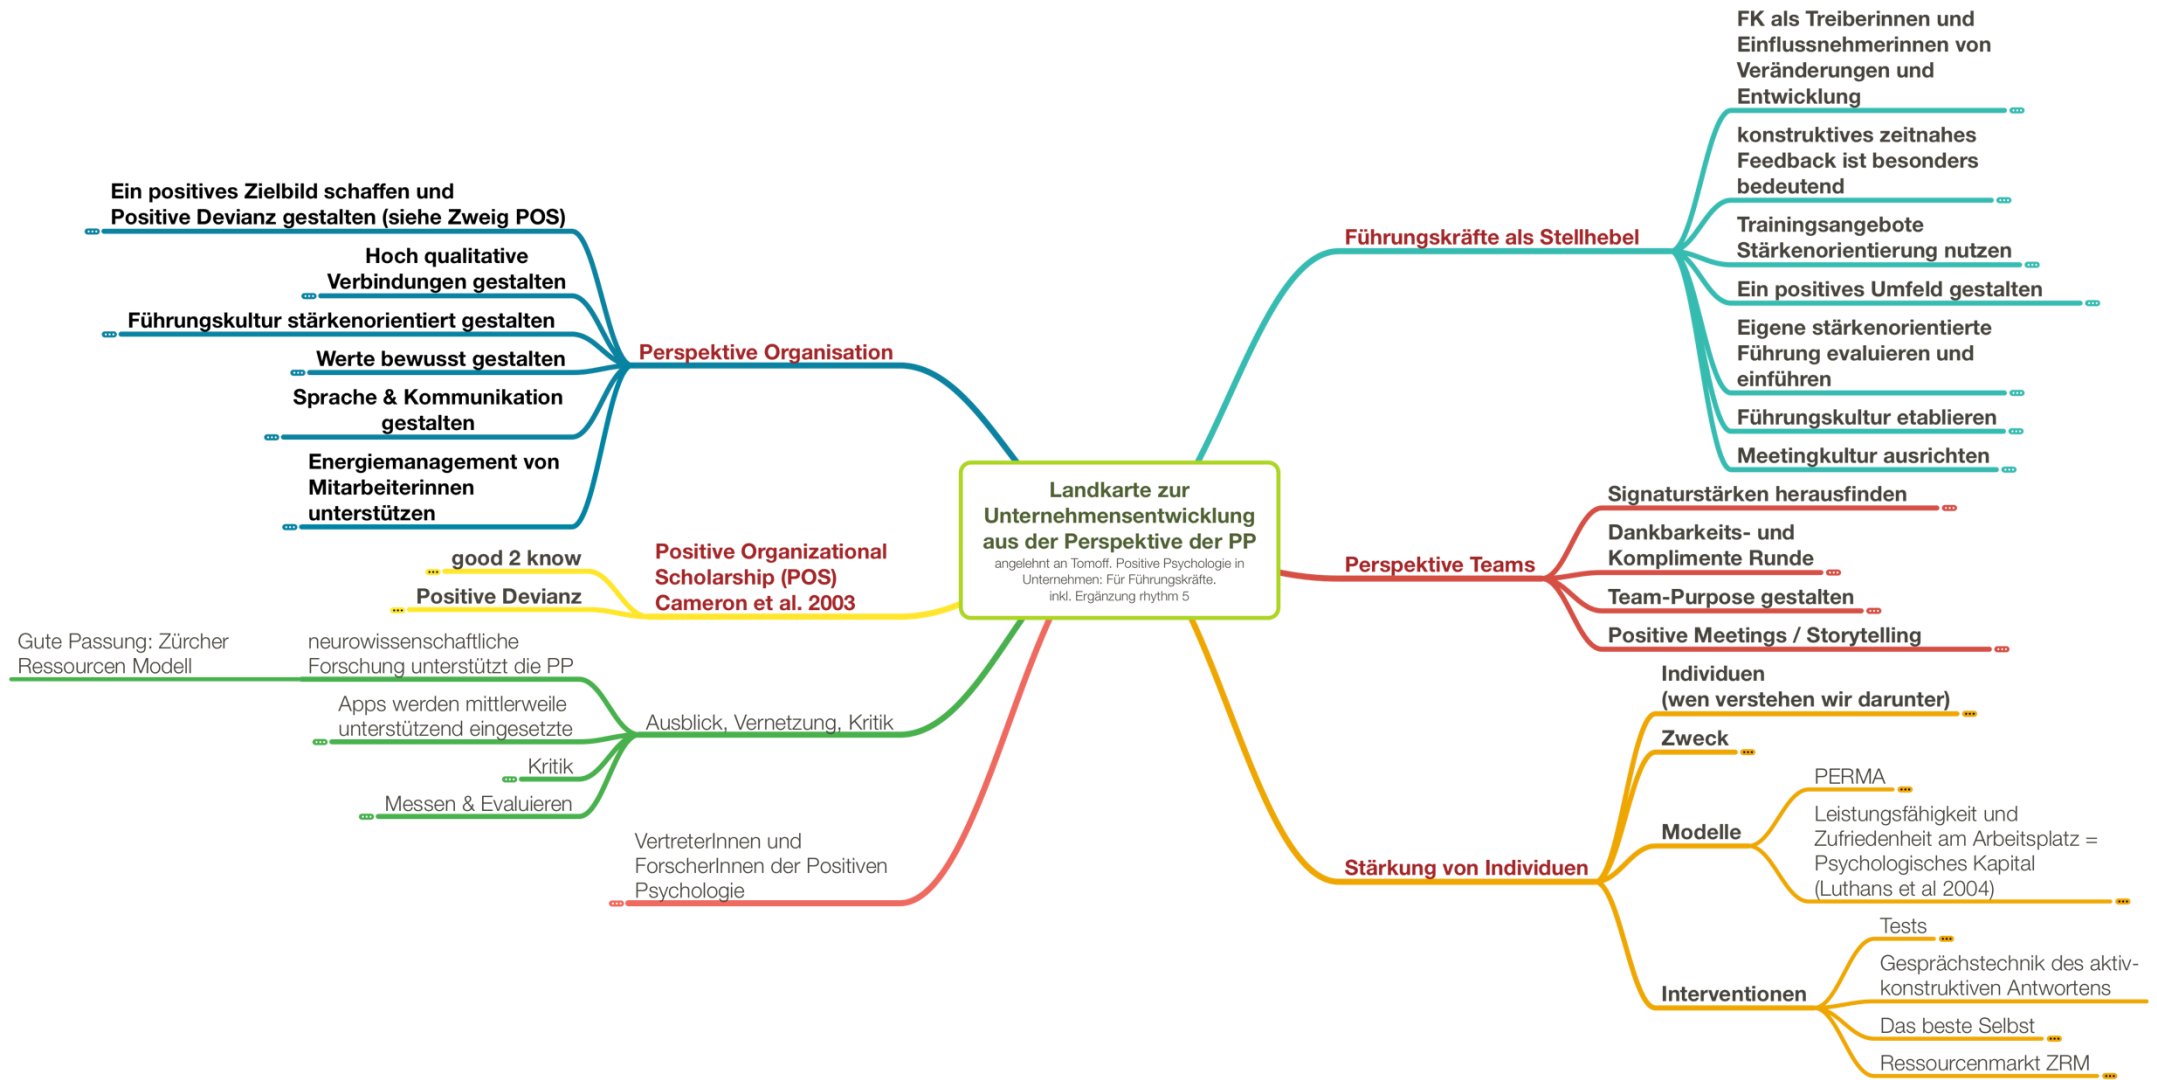 Landkarte zur
Unternehmensentwicklung
aus der Perspektive der PP
angelehnt an Tomoff. Positive Psychologie in
Unternehmen: Für Führungskräfte.
inkl. Ergänzung rhythm 5
Führungskräfte als Stellhebel
FK als Treiberinnen und
Einflussnehmerinnen von
Veränderungen und
Entwicklung
konstruktives zeitnahes
Feedback ist besonders
bedeutend
Trainingsangebote
Stärkenorientierung nutzen
Ein positives Umfeld gestalten
Eigene stärkenorientierte
Führung evaluieren und
einführen
Führungskultur etablieren
Meetingkultur ausrichten
Perspektive Teams
Signaturstärken herausfinden
Dankbarkeits- und
Komplimente Runde
Team-Purpose gestalten
Positive Meetings / Storytelling
Stärkung von Individuen
Individuen
(wen verstehen wir darunter)
Zweck
Modelle
PERMA
Leistungsfähigkeit und
Zufriedenheit am Arbeitsplatz =
Psychologisches Kapital
(Luthans et al 2004)
Interventionen
Tests
Gesprächstechnik des aktiv-
konstruktiven Antwortens
Das beste Selbst
Ressourcenmarkt ZRM
Perspektive Organisation
Ein positives Zielbild schaffen und
Positive Devianz gestalten (siehe Zweig POS)
Hoch qualitative
Verbindungen gestalten
Führungskultur stärkenorientiert gestalten
Werte bewusst gestalten
Sprache & Kommunikation
gestalten
Energiemanagement von
Mitarbeiterinnen
unterstützen
Positive Organizational
Scholarship (POS)
Cameron et al. 2003
good 2 know
Positive Devianz
Ausblick, Vernetzung, Kritik
neurowissenschaftliche
Forschung unterstützt die PP
Gute Passung: Zürcher
Ressourcen Modell
Apps werden mittlerweile
unterstützend eingesetzte
Kritik
Messen & Evaluieren
VertreterInnen und
ForscherInnen der Positiven
Psychologie